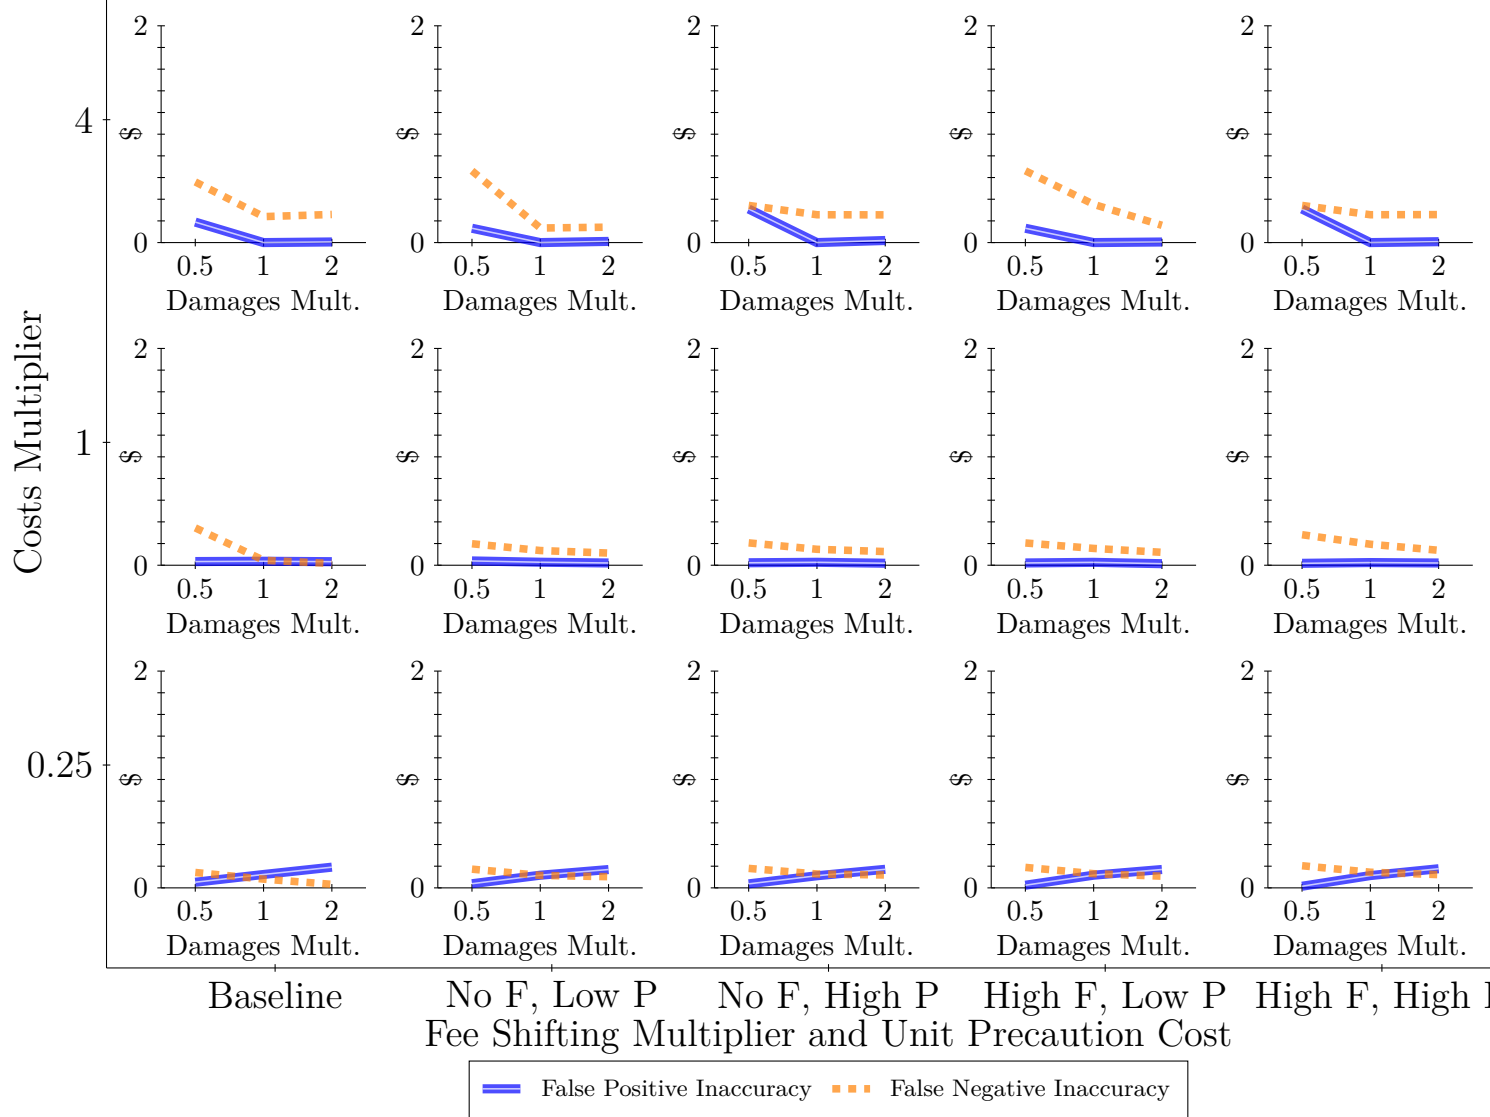 2
2
2
2
2
4
$
$
$
$
$
0
0
0
0
0
0.5 1 2
0.5 1 2
0.5 1 2
0.5 1 2
0.5 1 2
Damages Mult.
Damages Mult.
Damages Mult.
Damages Mult.
Damages Mult.
Costs Multiplier
2
2
2
2
2
1
$
$
$
$
$
0
0
0
0
0
0.5 1 2
0.5 1 2
0.5 1 2
0.5 1 2
0.5 1 2
Damages Mult.
Damages Mult.
Damages Mult.
Damages Mult.
Damages Mult.
2
2
2
2
2
0.25
$
$
$
$
$
0
0
0
0
0
0.5 1 2
0.5 1 2
0.5 1 2
0.5 1 2
0.5 1 2
Damages Mult.
Damages Mult.
Damages Mult.
Damages Mult.
Damages Mult.
Baseline
No F, Low P
No F, High P
High F, Low P
High F, High
Fee Shifting Multiplier and Unit Precaution Cost
False Positive Inaccuracy
False Negative Inaccuracy